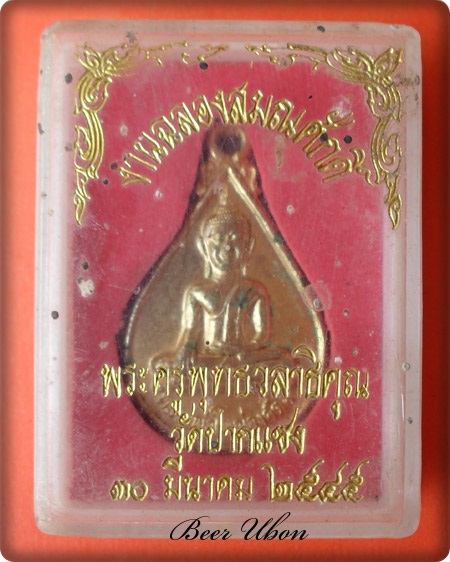 งานฉลองสมณศักดิ์
พระครูพุทธวลาธิคุณ
วัดปากแซง
๓๐ มีนาคม ๒๕๔๕
Beer Ubon